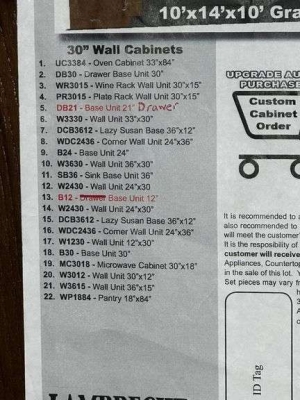 10'x14'x10' Gra
30" Wall Cabinets
1. UC3384 - Oven Cabinet 33"x84"
2. DB30 - Drawer Base Unit 30"
3. WR3015 - Wine Rack Wall Unit 30"x15"
4. PR3015 - Plate Rack Wall Unit 30"x15"
5. DB21 - Base Unit 21" Drawer
6. W3330 - Wall Unit 33"x30"
7. DCB3612 - Lazy Susan Base 36"x12"
8. WDC2436 - Corner Wall Unit 24"x36"
9. B24 - Base Unit 24"
10. W3630 - Wall Unit 36"x30"
11. SB36 - Sink Base Unit 36"
12. W2430 - Wall Unit 24"x30
13. B12 - Drawer Base Unit 12"
14. W2430 - Wall Unit 24"x30"
15. DCB3612 - Lazy Susan Base 36"x12"
16. WDC2436 - Corner Wall Unit 24"x36"
17. W1230 - Wall Unit 12"x30"
18. B30 - Base Unit 30"
19. MC3018 - Microwave Cabinet 30"x18"
20. W3012 - Wall Unit 30"x12"
21. W3615 - Wall Unit 36"x15"
22. WP1884 - Pantry 18"x84"
UPGRADE AU
PURCHASE
Custom
Cabinet
Order
It is recommended to
also recommended to
will meet the customer'
It is the resposibility of
customer will receive
Appliances, Countertop
in the sale of this lot. Y
Set pieces may vary fr
ID Tag
LAMBRECHT